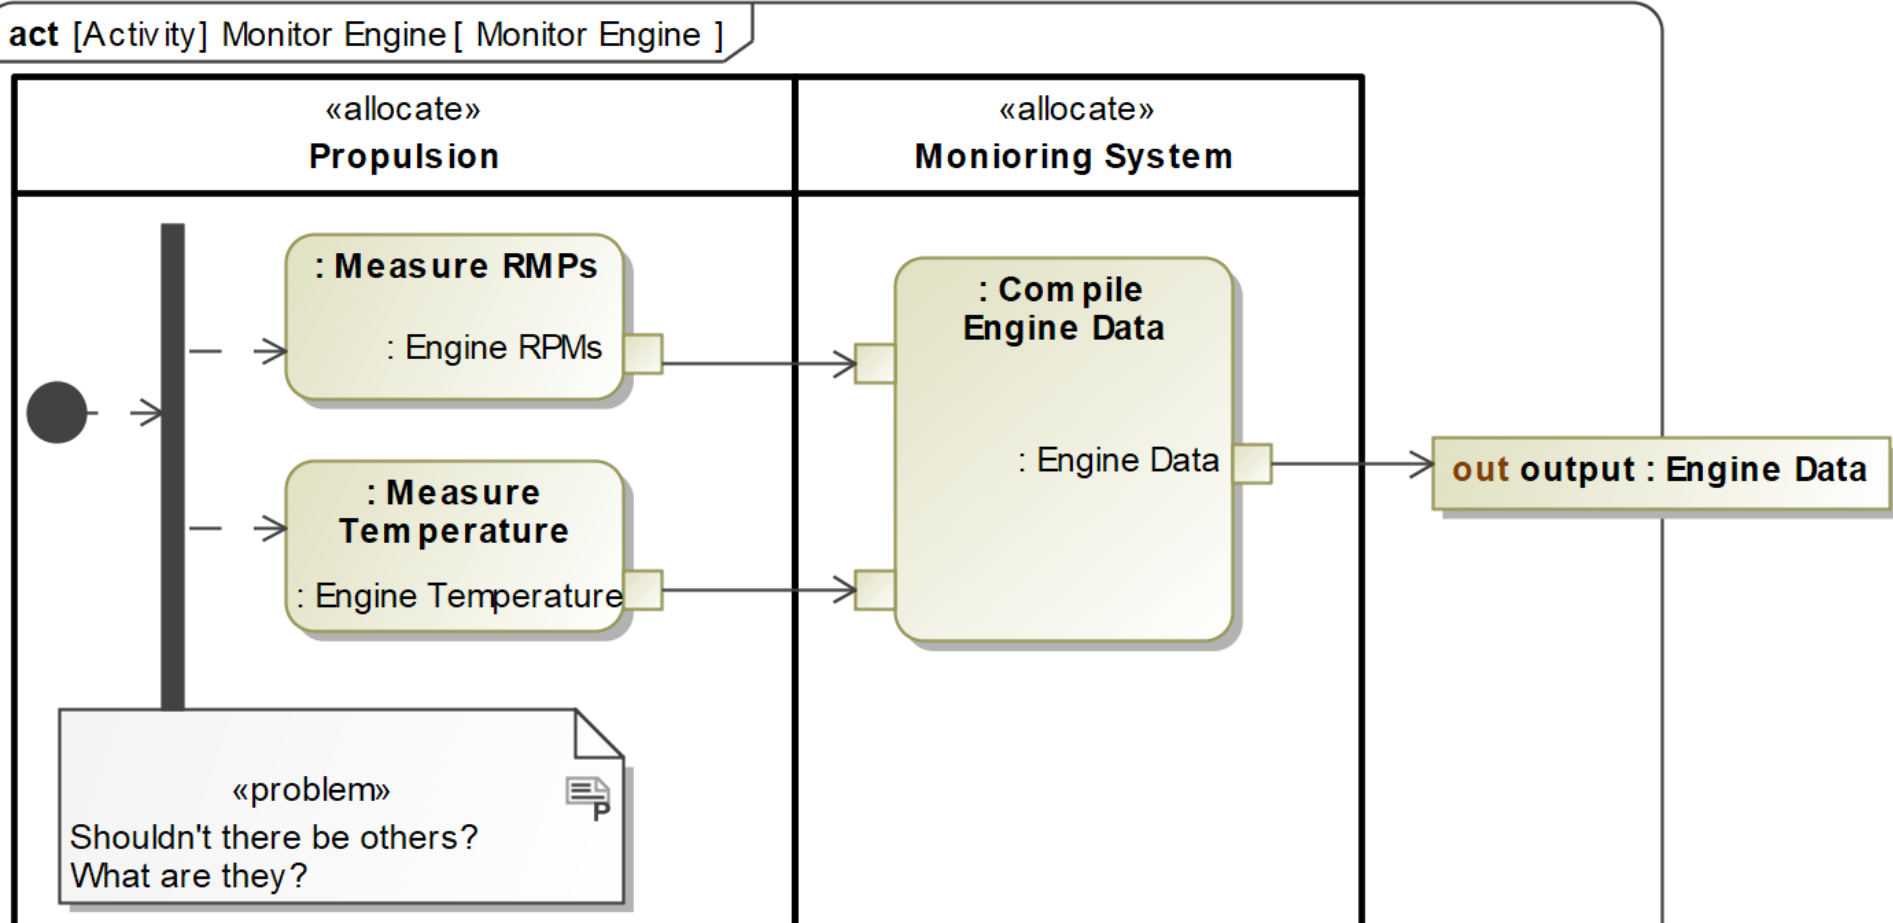 act [Activity] Monitor Engine [ Monitor Engine ]
«allocate»
Propulsion
«allocate»
Monioring System
: Measure RMPs
: Engine RPMs
: Measure
Temperature
: Engine Temperature
: Compile
Engine Data
: Engine Data
out output : Engine Data
«problem»
P
Shouldn't there be others?
What are they?